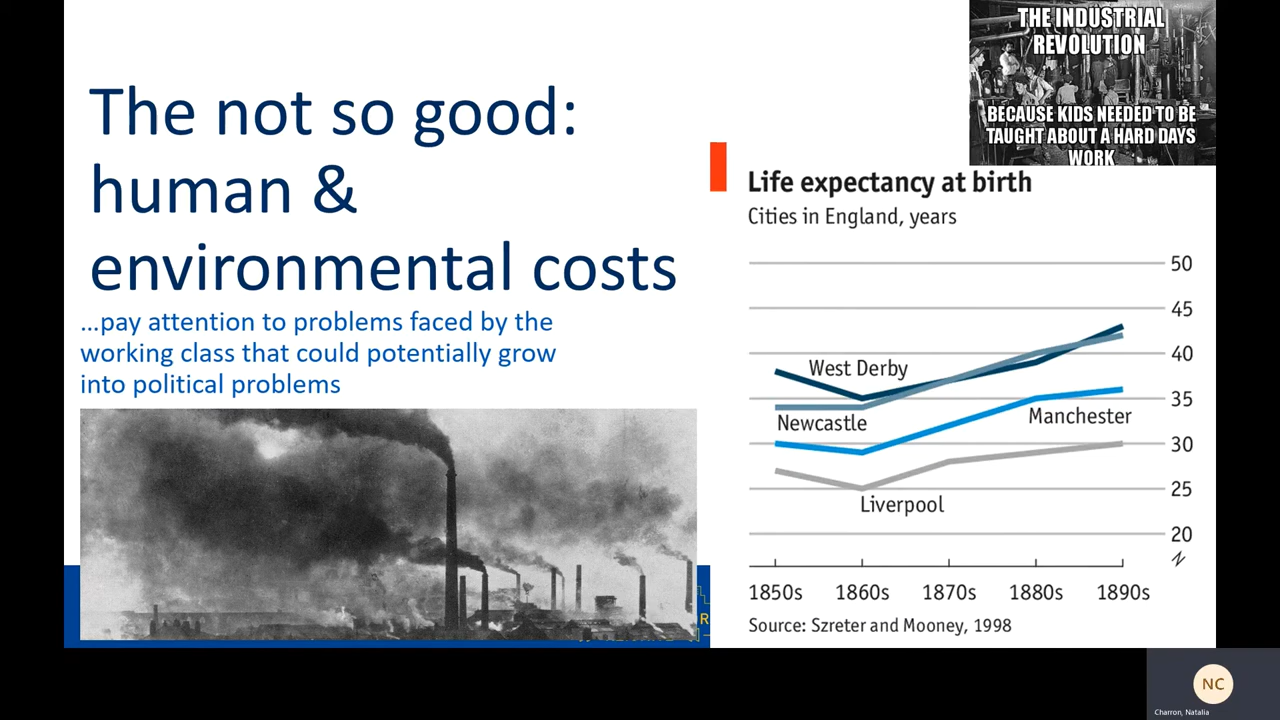 The not so good:
human &
environmental costs
...pay attention to problems faced by the
working class that could potentially grow
into political problems
THE INDUSTRIAL
REVOLUTION
BECAUSE KIDS NEEDED TO BE
TAUGHT ABOUT A HARD DAYS
WORK
Life expectancy at birth
Cities in England, years
50
45
40
35
30
25
20
West Derby
Newcastle
Manchester
Liverpool
1850s 1860s 1870s 1880s 1890s
Source: Szreter and Mooney, 1998
NC
Charron, Natalia